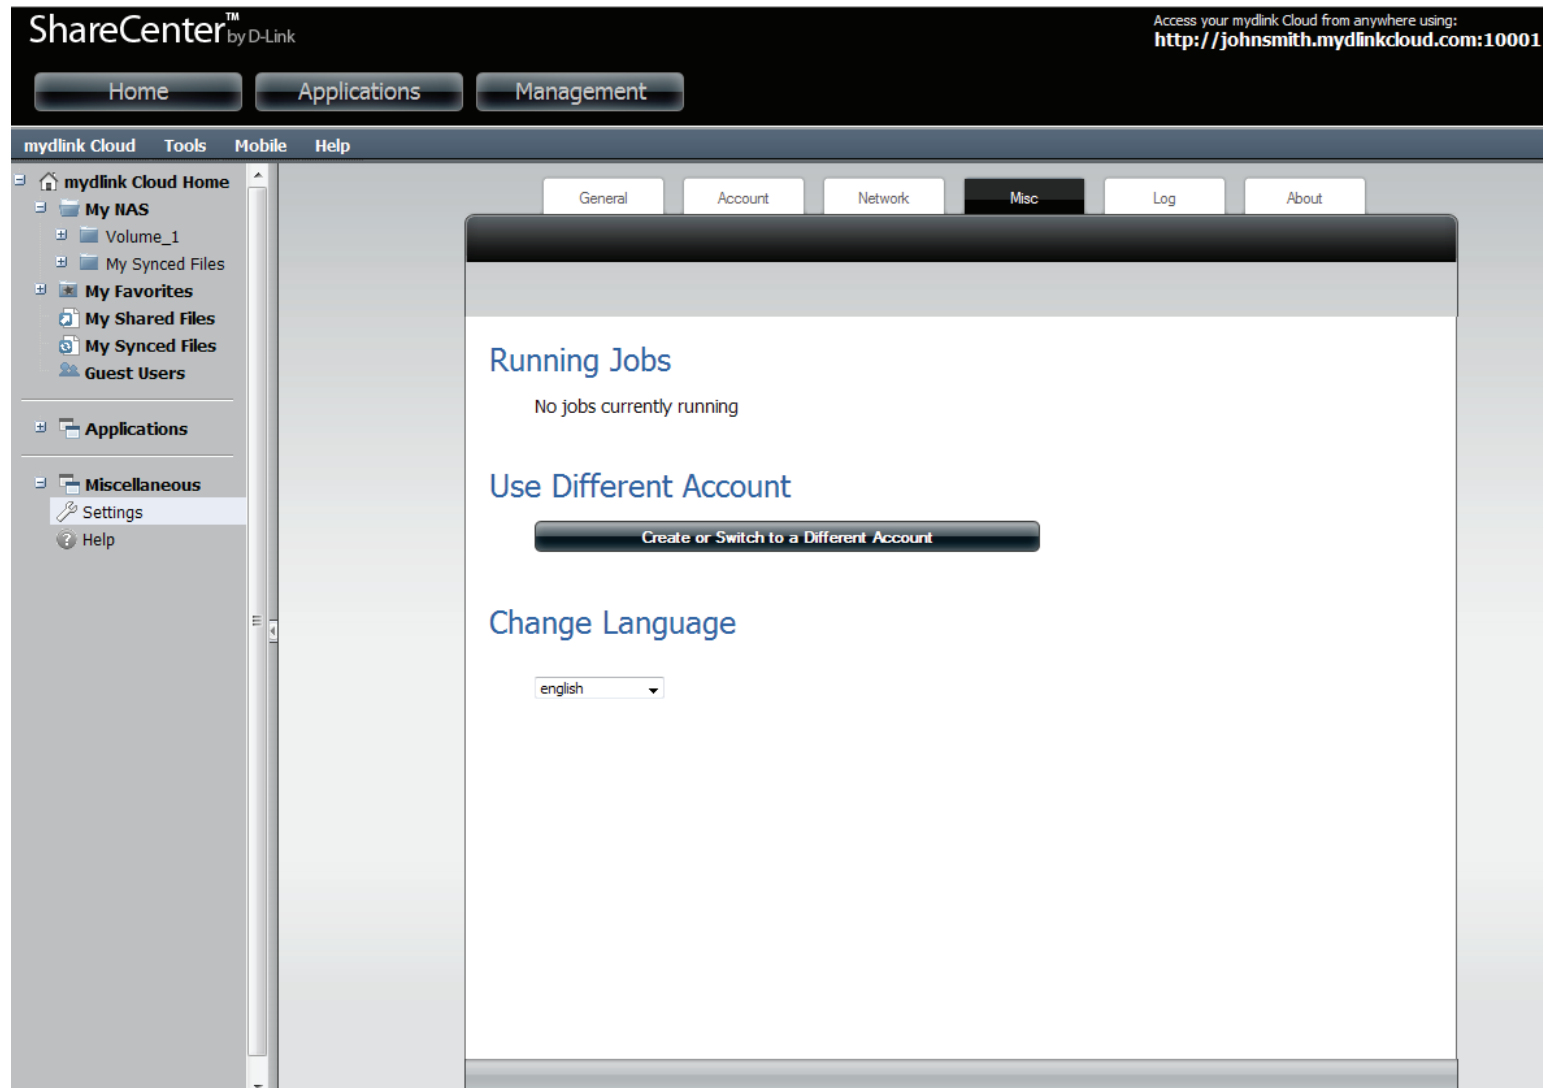 ShareCenter™ by D-Link
Access your mydlink Cloud from anywhere using:
http://johnsmith.mydlinkcloud.com:10001
Home Applications Management
mydlink Cloud Tools Mobile Help
mydlink Cloud Home
My NAS
Volume_1
My Synced Files
My Favorites
My Shared Files
My Synced Files
Guest Users
Applications
Miscellaneous
Settings
Help
General Account Network Misc Log About
Running Jobs
No jobs currently running
Use Different Account
Create or Switch to a Different Account
Change Language
english